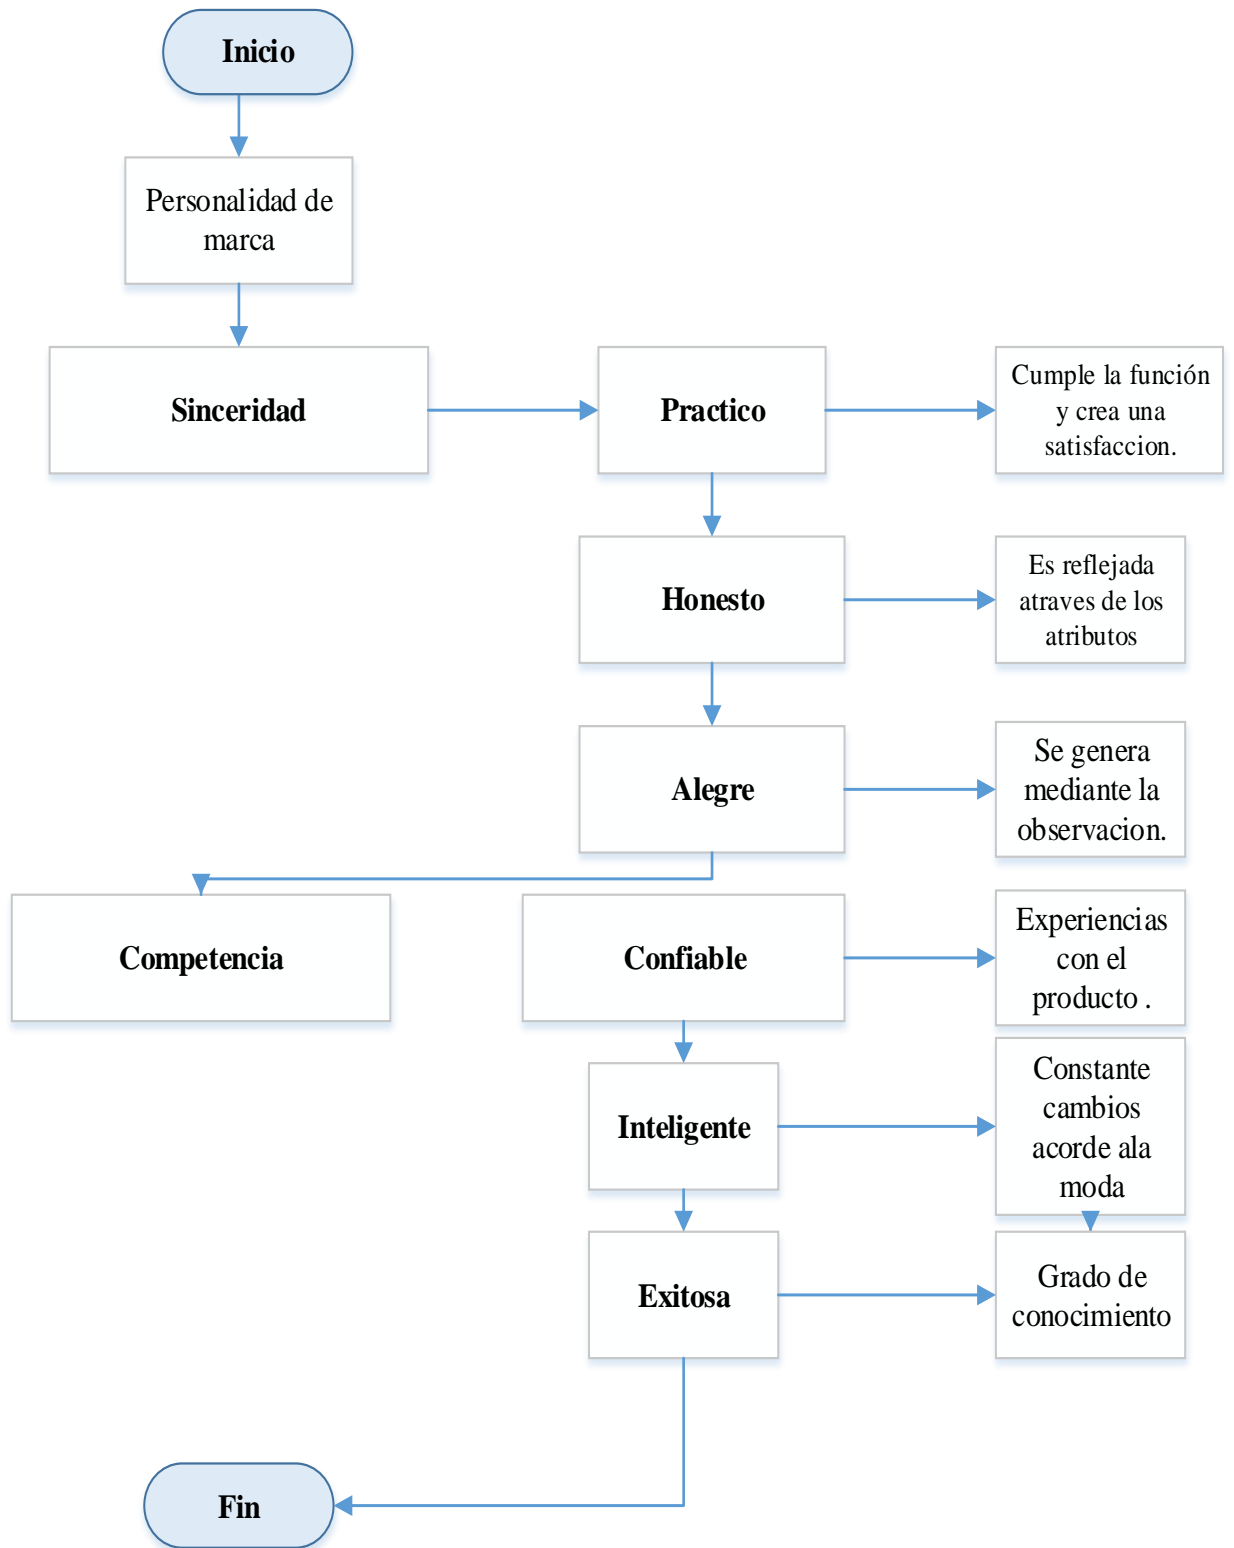 Inicio
Personalidad de
marca
Sinceridad
Practico
Cumple la función
y crea una
satisfaccion.
Honesto
Es reflejada
atraves de los
atributos
Alegre
Se genera
mediante la
observacion.
Competencia
Confiable
Experiencias
con el
producto .
Inteligente
Constante
cambios
acorde ala
moda
Exitosa
Grado de
conocimiento
Fin